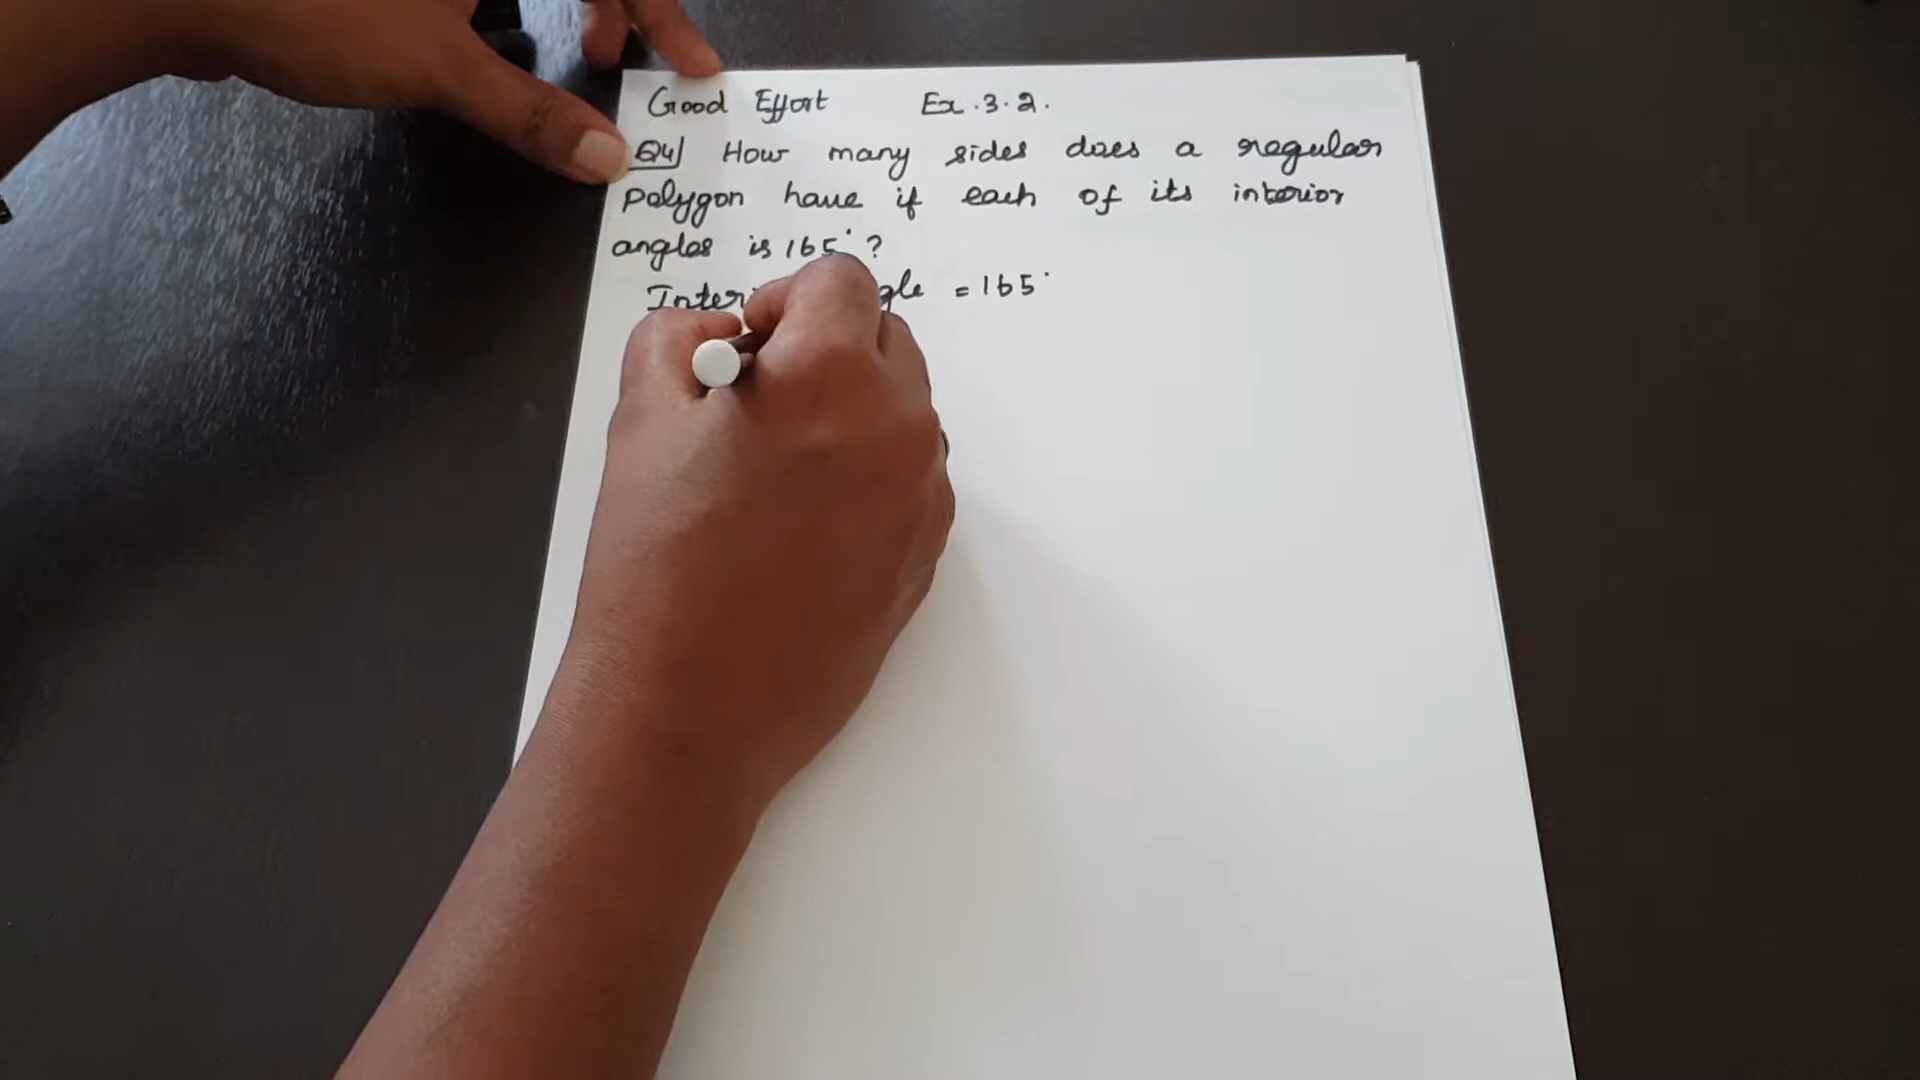 Good Effort Ex.3.2.
Q4) How many sides does a regular
polygon have if each of its interior
angles is 165°?
= 165°